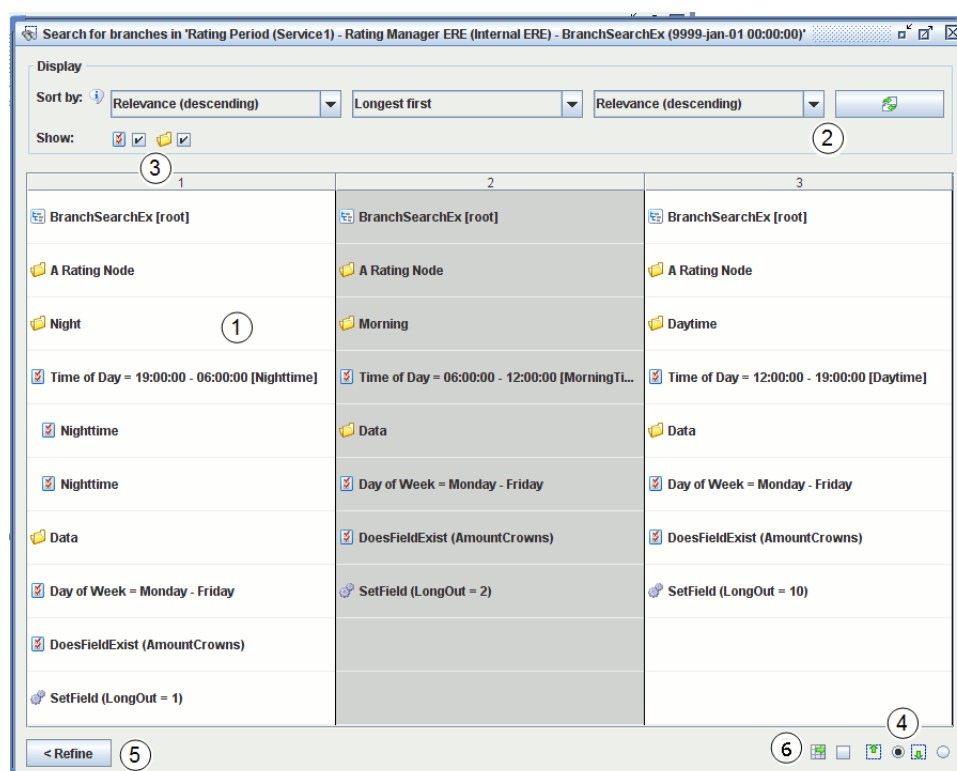 Search for branches in 'Rating Period (Service1) - Rating Manager ERE (Internal ERE) - BranchSearchEx (9999-jan-01 00:00:00)'
Display
Sort by: Relevance (descending) Longest first Relevance (descending)
2
Show:
3
1 2 3
BranchSearchEx [root] BranchSearchEx [root] BranchSearchEx [root]
A Rating Node A Rating Node A Rating Node
Night 1 Morning Daytime
Time of Day = 19:00:00 - 06:00:00 [Nighttime] Time of Day = 06:00:00 - 12:00:00 [MorningTi... Time of Day = 12:00:00 - 19:00:00 [Daytime]
Nighttime Data Data
Nighttime Day of Week = Monday - Friday Day of Week = Monday - Friday
Data DoesFieldExist (AmountCrowns) DoesFieldExist (AmountCrowns)
Day of Week = Monday - Friday SetField (LongOut = 2) SetField (LongOut = 10)
DoesFieldExist (AmountCrowns)
SetField (LongOut = 1)
4
< Refine 5 6